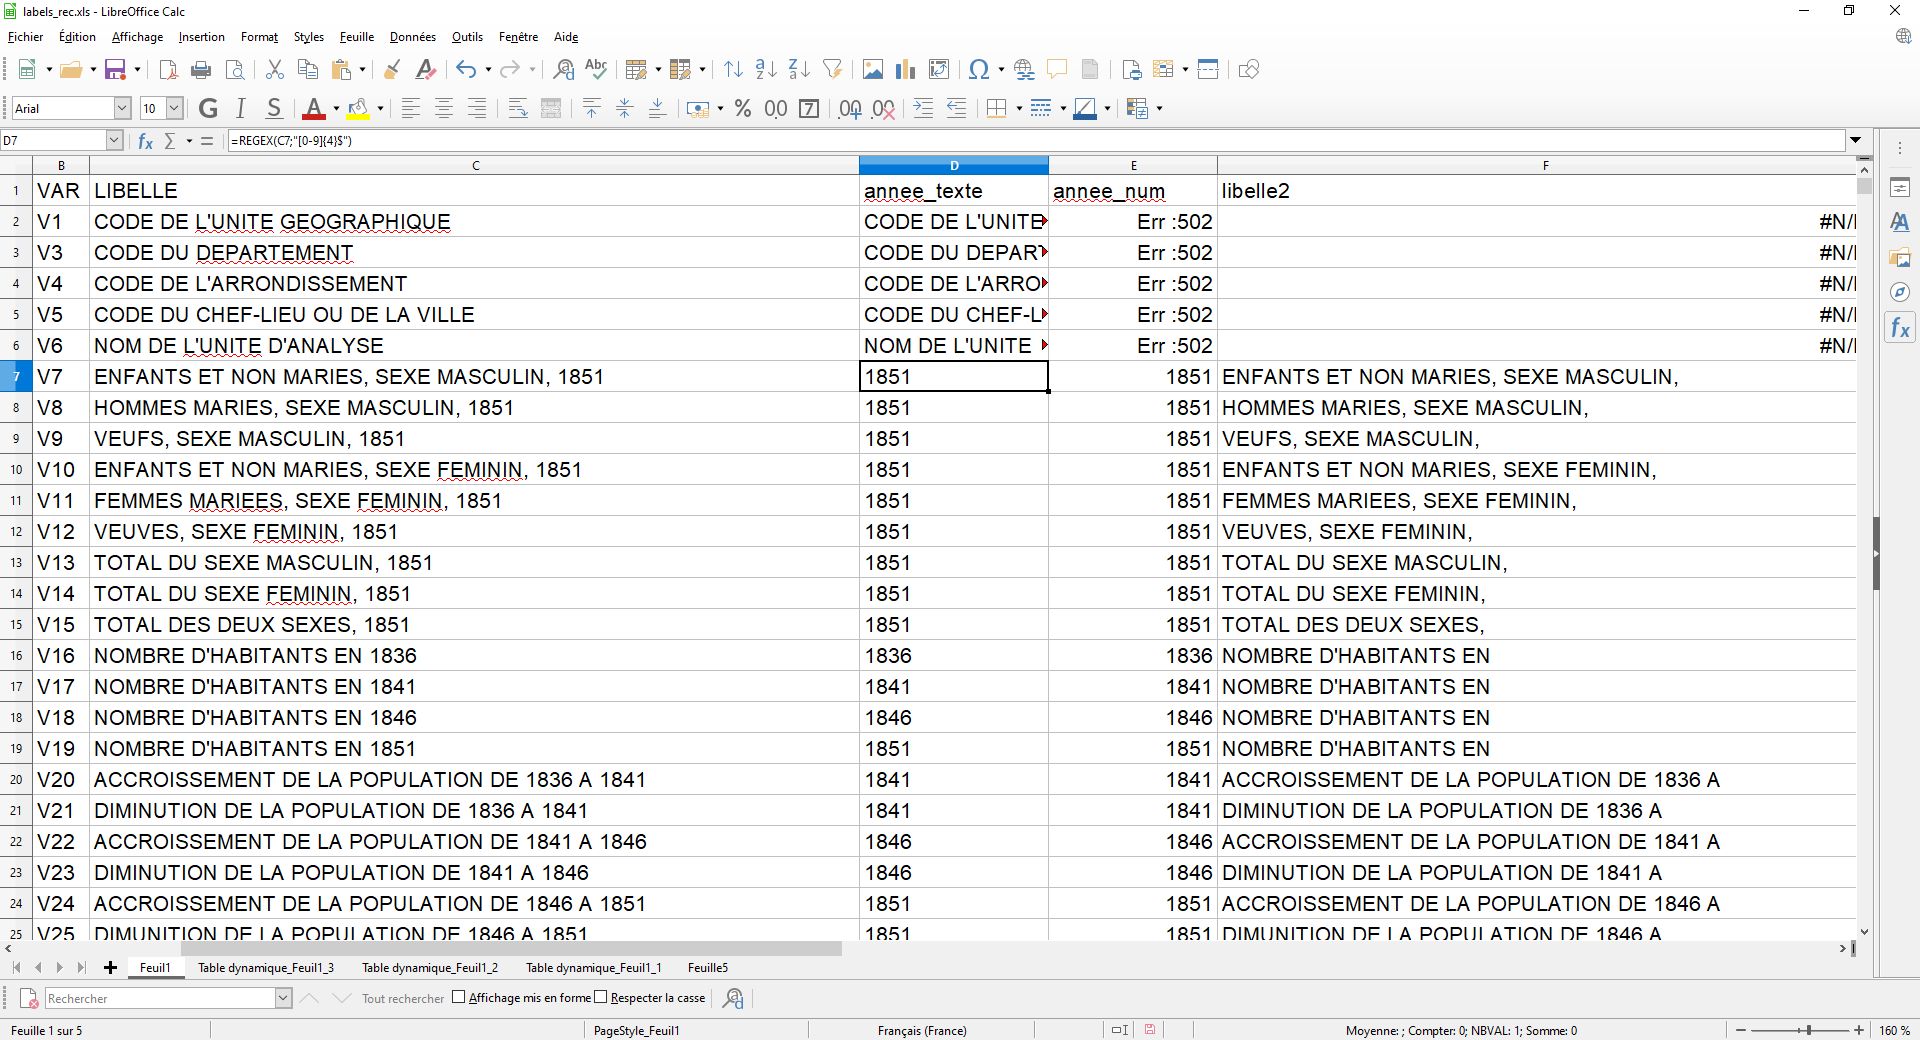 labels_rec.xls - LibreOffice Calc
Fichier Édition Affichage Insertion Format Styles Feuille Données Outils Fenêtre Aide
Arial 10 G I S
D7 =REGEX(C7;"[0-9]{4}$")
B C D E F
1 VAR LIBELLE annee_texte annee_num libelle2
2 V1 CODE DE L'UNITE GEOGRAPHIQUE CODE DE L'UNITE Err :502 #N/
3 V3 CODE DU DEPARTEMENT CODE DU DEPART Err :502 #N/
4 V4 CODE DE L'ARRONDISSEMENT CODE DE L'ARRO Err :502 #N/
5 V5 CODE DU CHEF-LIEU OU DE LA VILLE CODE DU CHEF-L Err :502 #N/
6 V6 NOM DE L'UNITE D'ANALYSE NOM DE L'UNITE Err :502 #N/
7 V7 ENFANTS ET NON MARIES, SEXE MASCULIN, 1851 1851 1851 ENFANTS ET NON MARIES, SEXE MASCULIN,
8 V8 HOMMES MARIES, SEXE MASCULIN, 1851 1851 1851 HOMMES MARIES, SEXE MASCULIN,
9 V9 VEUFS, SEXE MASCULIN, 1851 1851 1851 VEUFS, SEXE MASCULIN,
10 V10 ENFANTS ET NON MARIES, SEXE FEMININ, 1851 1851 1851 ENFANTS ET NON MARIES, SEXE FEMININ,
11 V11 FEMMES MARIEES, SEXE FEMININ, 1851 1851 1851 FEMMES MARIEES, SEXE FEMININ,
12 V12 VEUVES, SEXE FEMININ, 1851 1851 1851 VEUVES, SEXE FEMININ,
13 V13 TOTAL DU SEXE MASCULIN, 1851 1851 1851 TOTAL DU SEXE MASCULIN,
14 V14 TOTAL DU SEXE FEMININ, 1851 1851 1851 TOTAL DU SEXE FEMININ,
15 V15 TOTAL DES DEUX SEXES, 1851 1851 1851 TOTAL DES DEUX SEXES,
16 V16 NOMBRE D'HABITANTS EN 1836 1836 1836 NOMBRE D'HABITANTS EN
17 V17 NOMBRE D'HABITANTS EN 1841 1841 1841 NOMBRE D'HABITANTS EN
18 V18 NOMBRE D'HABITANTS EN 1846 1846 1846 NOMBRE D'HABITANTS EN
19 V19 NOMBRE D'HABITANTS EN 1851 1851 1851 NOMBRE D'HABITANTS EN
20 V20 ACCROISSEMENT DE LA POPULATION DE 1836 A 1841 1841 1841 ACCROISSEMENT DE LA POPULATION DE 1836 A
21 V21 DIMINUTION DE LA POPULATION DE 1836 A 1841 1841 1841 DIMINUTION DE LA POPULATION DE 1836 A
22 V22 ACCROISSEMENT DE LA POPULATION DE 1841 A 1846 1846 1846 ACCROISSEMENT DE LA POPULATION DE 1841 A
23 V23 DIMINUTION DE LA POPULATION DE 1841 A 1846 1846 1846 DIMINUTION DE LA POPULATION DE 1841 A
24 V24 ACCROISSEMENT DE LA POPULATION DE 1846 A 1851 1851 1851 ACCROISSEMENT DE LA POPULATION DE 1846 A
25 V25 DIMUNITION DE LA POPULATION DE 1846 A 1851 1851 1851 DIMUNITION DE LA POPULATION DE 1846 A
Feuil1 Table dynamique_Feuil1_3 Table dynamique_Feuil1_2 Table dynamique_Feuil1_1 Feuille5
Rechercher Tout rechercher Affichage mis en forme Respecter la casse
Feuille 1 sur 5 PageStyle_Feuil1 Français (France) Moyenne: ; Compter: 0; NBVAL: 1; Somme: 0 160 %